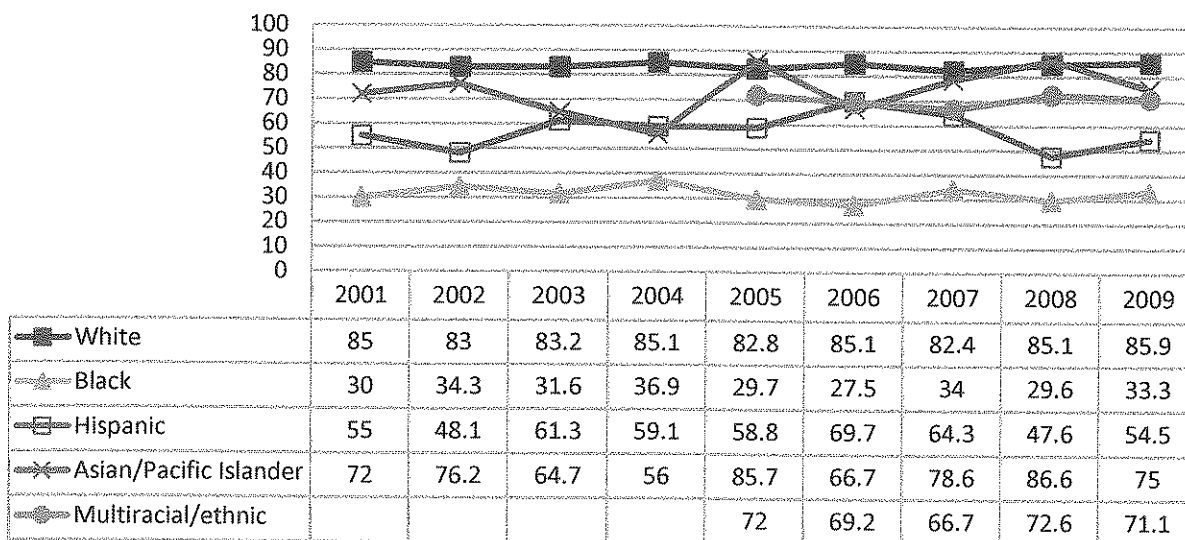 100
90
80
70
60
50
40
30
20
10
0
2001 2002 2003 2004 2005 2006 2007 2008 2009
White 85 83 83.2 85.1 82.8 85.1 82.4 85.1 85.9
Black 30 34.3 31.6 36.9 29.7 27.5 34 29.6 33.3
Hispanic 55 48.1 61.3 59.1 58.8 69.7 64.3 47.6 54.5
Asian/Pacific Islander 72 76.2 64.7 56 85.7 66.7 78.6 86.6 75
Multiracial/ethnic 72 69.2 66.7 72.6 71.1